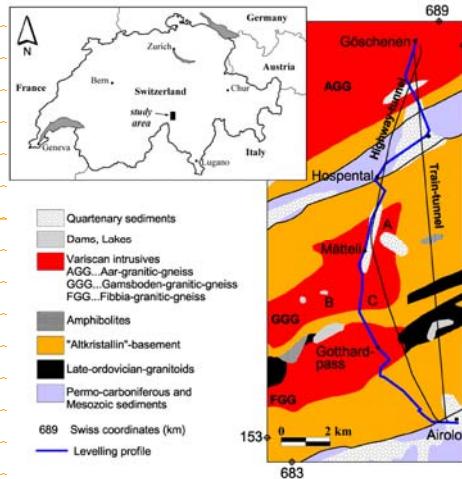 Germany
Zurich
Austria
France
Bern
Switzerland
Chur
study
area
Geneva
Italy
Lugano
N
689
Göschenen
AGG
Highway-tunnel
Hospental
Train-tunnel
A
Mätteli
B
C
GGG
Gotthard-
pass
FGG
153
0
2 km
Airolo
683
Quartenary sediments
Dams, Lakes
Variscan intrusives
AGG...Aar-granitic-gneiss
GGG...Gamsboden-granitic-gneiss
FGG...Fibbia-granitic-gneiss
Amphibolites
"Altkristallin"-basement
Late-ordovician-granitoids
Permo-carboniferous and
Mesozoic sediments
689 Swiss coordinates (km)
Levelling profile